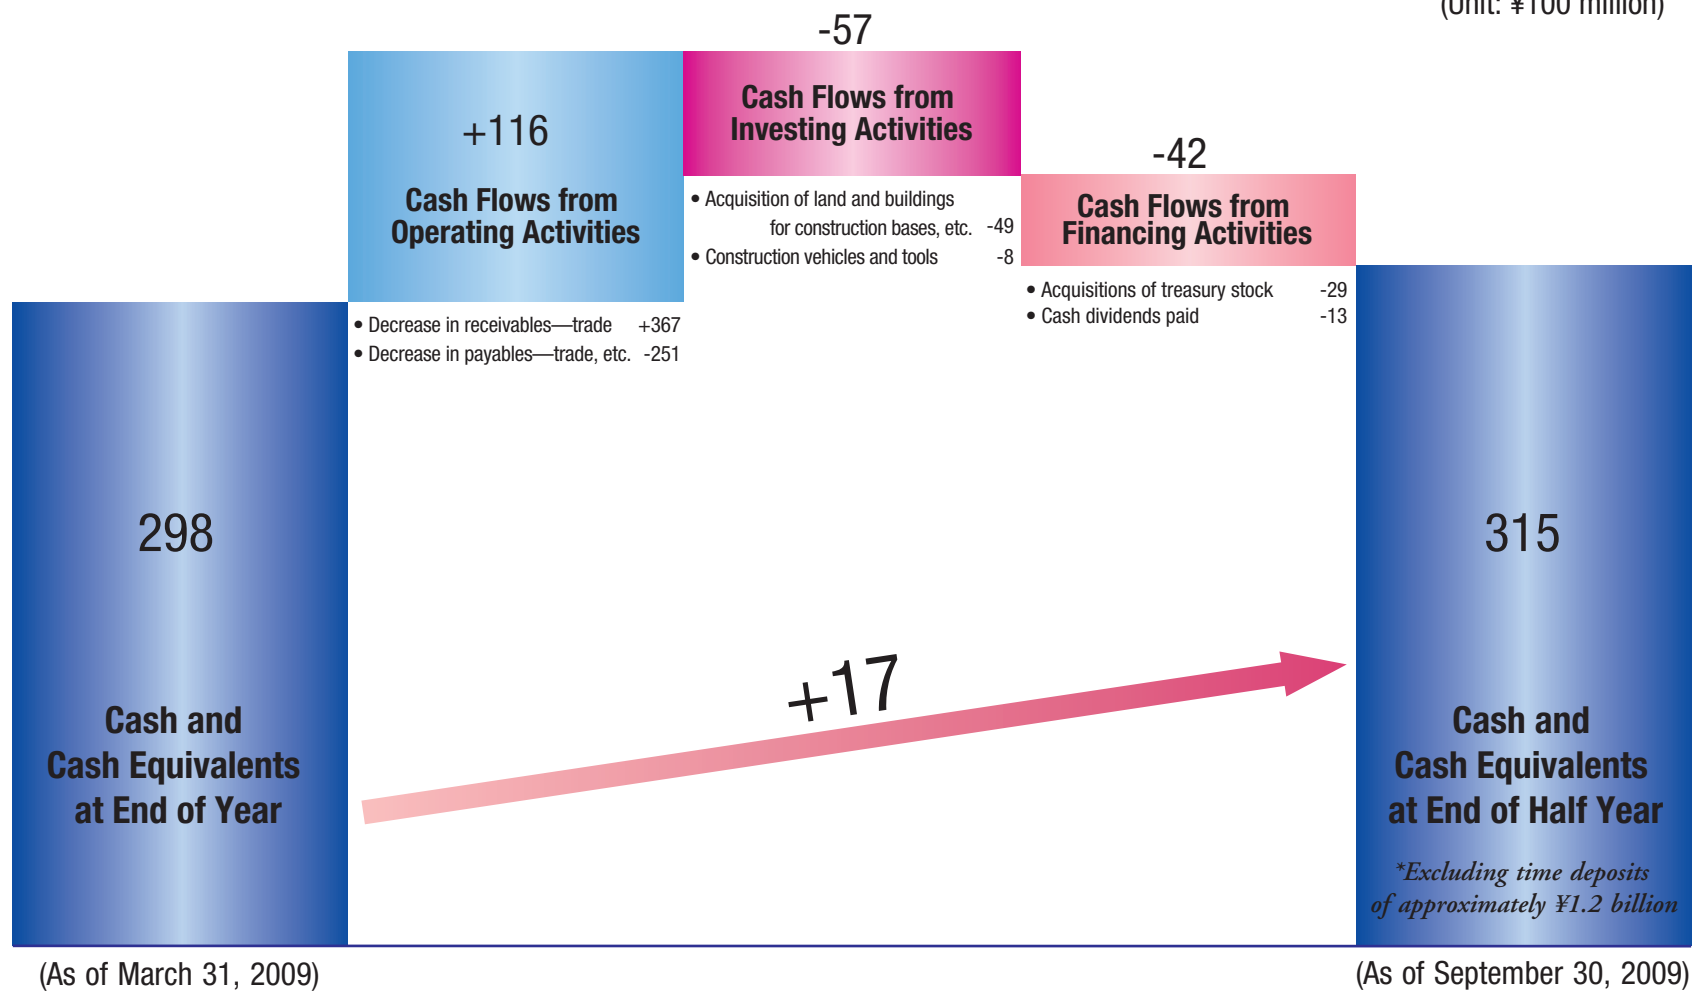 (Unit: ¥100 million)
-57
+116
Cash Flows from
Operating Activities
Cash Flows from
Investing Activities
-42
Cash Flows from
Financing Activities
• Acquisition of land and buildings
for construction bases, etc. -49
• Construction vehicles and tools -8
• Acquisitions of treasury stock -29
• Cash dividends paid -13
• Decrease in receivables—trade +367
• Decrease in payables—trade, etc. -251
298
Cash and
Cash Equivalents
at End of Year
+17
315
Cash and
Cash Equivalents
at End of Half Year
*Excluding time deposits
of approximately ¥1.2 billion
(As of March 31, 2009)
(As of September 30, 2009)